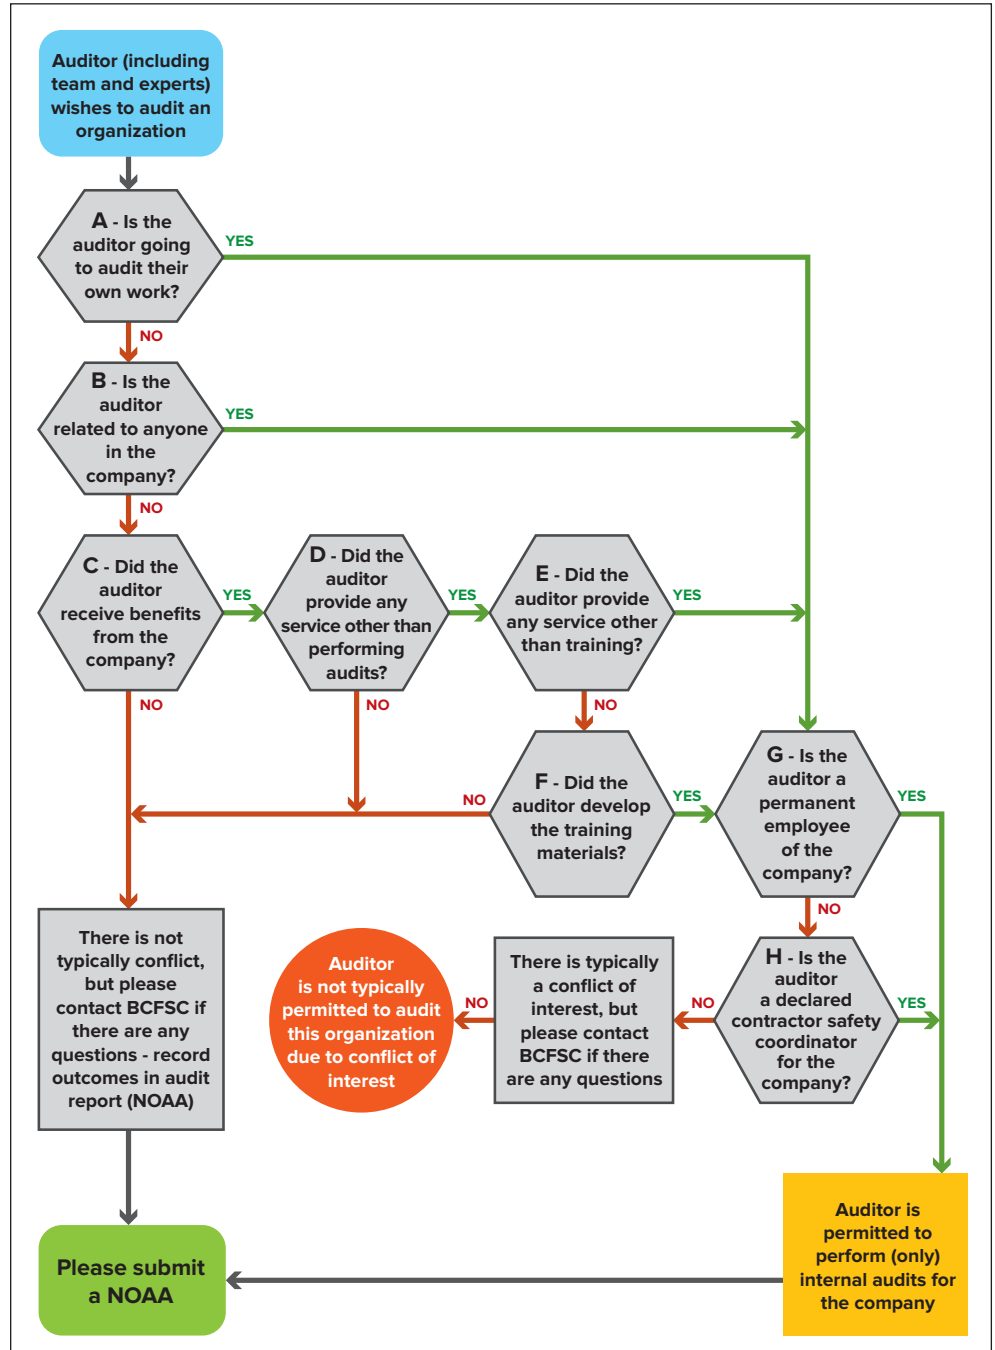 Auditor (including
team and experts)
wishes to audit an
organization
A - Is the
auditor going
to audit their
own work?
YES
NO
B - Is the
auditor
related to anyone
in the
company?
YES
NO
C - Did the
auditor
receive benefits
from the
company?
YES
NO
D - Did the
auditor
provide any
service other than
performing
audits?
YES
NO
E - Did the
auditor provide
any service other
than training?
YES
NO
F - Did the
auditor develop
the training
materials?
NO
YES
G - Is the
auditor a
permanent
employee
of the
company?
YES
NO
H - Is the
auditor
a declared
contractor safety
coordinator
for the
company?
YES
NO
There is typically
a conflict of
interest, but
please contact
BCFSC if there
are any questions
NO
Auditor
is not typically
permitted to audit
this organization
due to conflict of
interest
There is not
typically conflict,
but please
contact BCFSC if
there are any
questions - record
outcomes in audit
report (NOAA)
Auditor is
permitted to
perform (only)
internal audits for
the company
Please submit
a NOAA